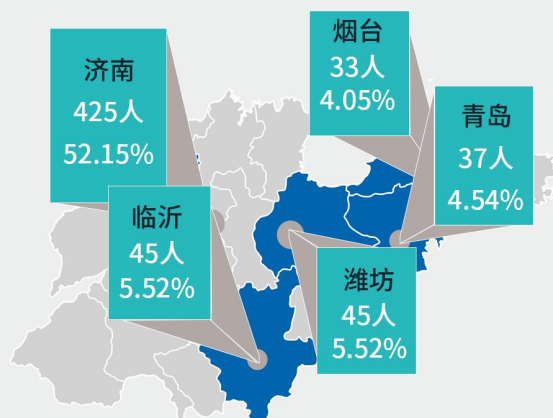 济南
425人
52.15%
烟台
33人
4.05%
青岛
37人
4.54%
临沂
45人
5.52%
潍坊
45人
5.52%